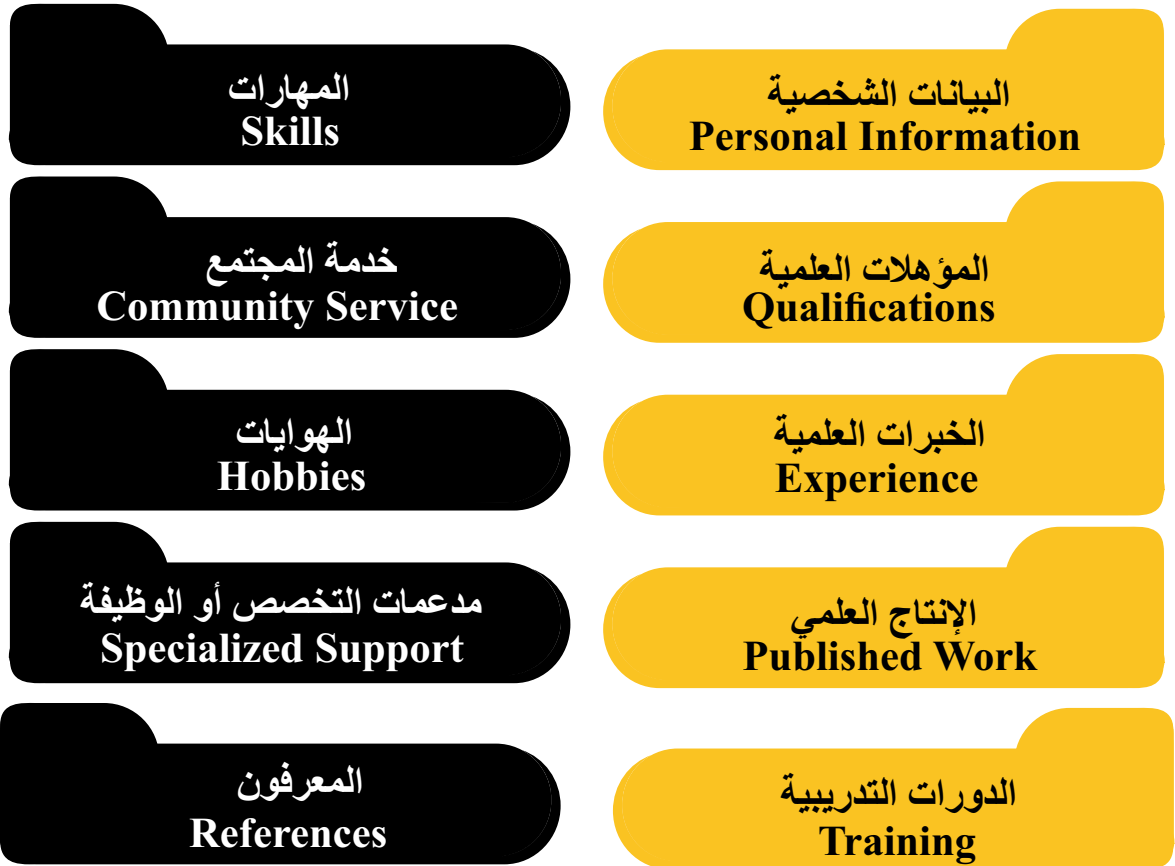 البيانات الشخصية
Personal Information
المؤهلات العلمية
Qualifications
الخبرات العلمية
Experience
الإنتاج العلمي
Published Work
الدورات التدريبية
Training
المهارات
Skills
خدمة المجتمع
Community Service
الهوايات
Hobbies
مدعمات التخصص أو الوظيفة
Specialized Support
المعرفون
References